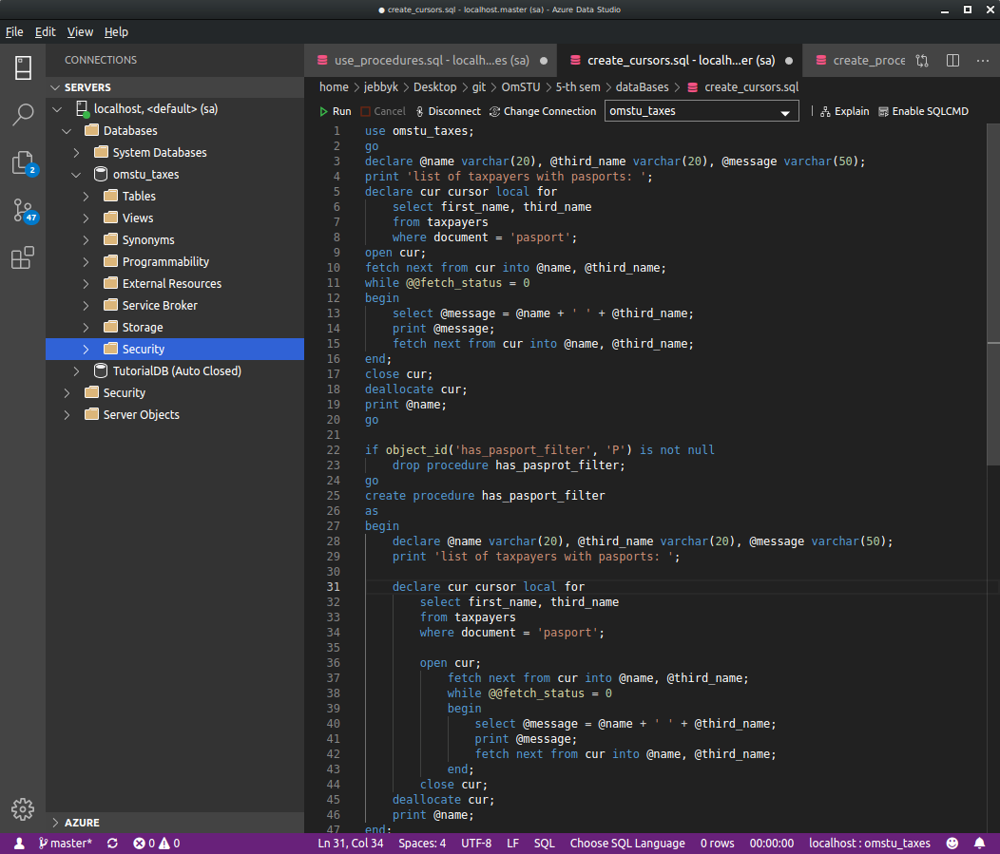 ● create_cursors.sql - localhost.master (sa) - Azure Data Studio
File Edit View Help
CONNECTIONS
SERVERS
localhost, <default> (sa)
Databases
System Databases
omstu_taxes
Tables
Views
Synonyms
Programmability
External Resources
Service Broker
Storage
Security
TutorialDB (Auto Closed)
Security
Server Objects
AZURE
2
47
use_procedures.sql - localh...es (sa) ●
create_cursors.sql - localh...er (sa) ●
create_proce
home > jebbyk > Desktop > git > OmSTU > 5-th sem > dataBases > create_cursors.sql
Run Cancel Disconnect Change Connection omstu_taxes Explain Enable SQLCMD
1 use omstu_taxes;
2 go
3 declare @name varchar(20), @third_name varchar(20), @message varchar(50);
4 print 'list of taxpayers with pasports: ';
5 declare cur cursor local for
6 select first_name, third_name
7 from taxpayers
8 where document = 'pasport';
9 open cur;
10 fetch next from cur into @name, @third_name;
11 while @@fetch_status = 0
12 begin
13 select @message = @name + ' ' + @third_name;
14 print @message;
15 fetch next from cur into @name, @third_name;
16 end;
17 close cur;
18 deallocate cur;
19 print @name;
20 go
21
22 if object_id('has_pasport_filter', 'P') is not null
23 drop procedure has_pasprot_filter;
24 go
25 create procedure has_pasport_filter
26 as
27 begin
28 declare @name varchar(20), @third_name varchar(20), @message varchar(50);
29 print 'list of taxpayers with pasports: ';
30
31 declare cur cursor local for
32 select first_name, third_name
33 from taxpayers
34 where document = 'pasport';
35
36 open cur;
37 fetch next from cur into @name, @third_name;
38 while @@fetch_status = 0
39 begin
40 select @message = @name + ' ' + @third_name;
41 print @message;
42 fetch next from cur into @name, @third_name;
43 end;
44 close cur;
45 deallocate cur;
46 print @name;
47 end;
master* 0 0 Ln 31, Col 34 Spaces: 4 UTF-8 LF SQL Choose SQL Language 0 rows 00:00:00 localhost : omstu_taxes